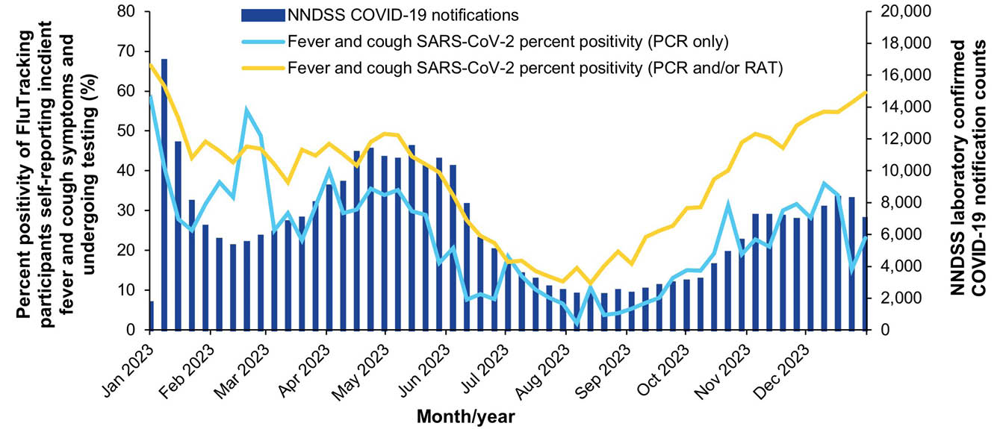 NNDSS COVID-19 notifications
Fever and cough SARS-CoV-2 percent positivity (PCR only)
Fever and cough SARS-CoV-2 percent positivity (PCR and/or RAT)
Percent positivity of FluTracking
participants self-reporting incdient
fever and cough symptoms and
undergoing testing (%)
80
70
60
50
40
30
20
10
0
20,000
18,000
16,000
14,000
12,000
10,000
8,000
6,000
4,000
2,000
0
NNDSS laboratory confirmed
COVID-19 notification counts
Jan 2023
Feb 2023
Mar 2023
Apr 2023
May 2023
Jun 2023
Jul 2023
Aug 2023
Sep 2023
Oct 2023
Nov 2023
Dec 2023
Month/year